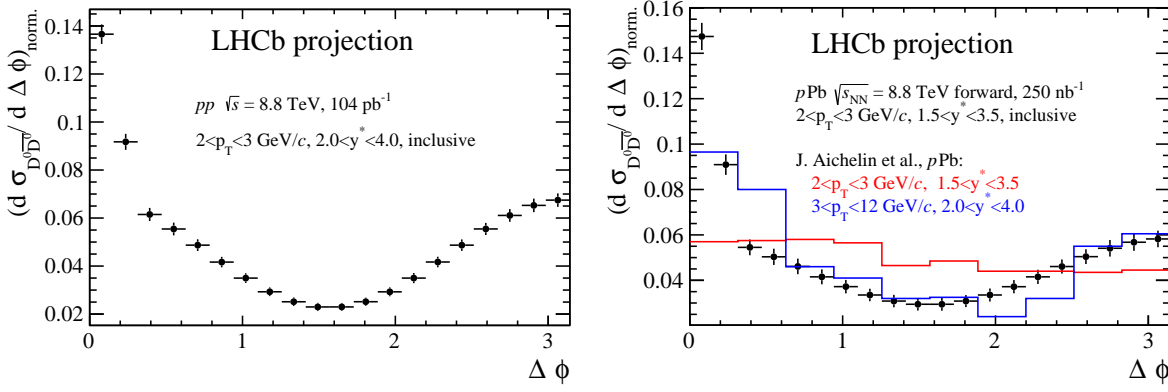 (d σ_{D⁰D̅⁰}/ d Δ ϕ)_{norm.}
0.14
0.12
0.1
0.08
0.06
0.04
0.02
LHCb projection
pp √s = 8.8 TeV, 104 pb⁻¹
2<p_T<3 GeV/c, 2.0<y*<4.0, inclusive
0 1 2 3
Δ ϕ
(d σ_{D⁰D̅⁰}/ d Δ ϕ)_{norm.}
0.16
0.14
0.12
0.1
0.08
0.06
0.04
LHCb projection
pPb √s_{NN} = 8.8 TeV forward, 250 nb⁻¹
2<p_T<3 GeV/c, 1.5<y*<3.5, inclusive
J. Aichelin et al., pPb:
2<p_T<3 GeV/c, 1.5<y*<3.5
3<p_T<12 GeV/c, 2.0<y*<4.0
0 1 2 3
Δ ϕ